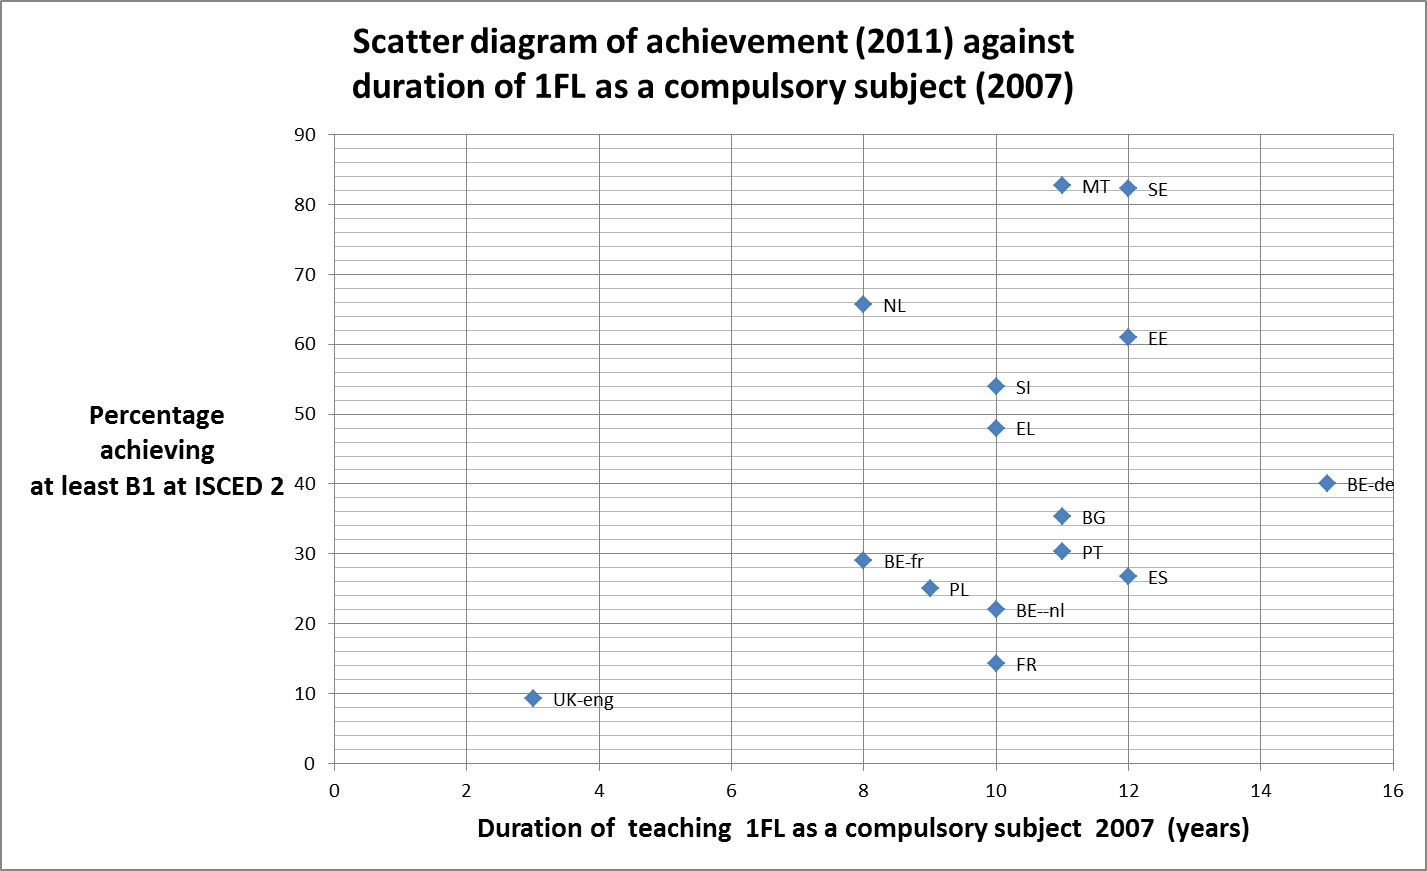 Scatter diagram of achievement (2011) against
duration of 1FL as a compulsory subject (2007)
90
80
70
60
50
40
30
20
10
0
Percentage
achieving
at least B1 at ISCED 2
MT
SE
NL
EE
SI
EL
BE-de
BG
PT
BE-fr
ES
PL
BE--nl
FR
UK-eng
0 2 4 6 8 10 12 14 16
Duration of teaching 1FL as a compulsory subject 2007 (years)